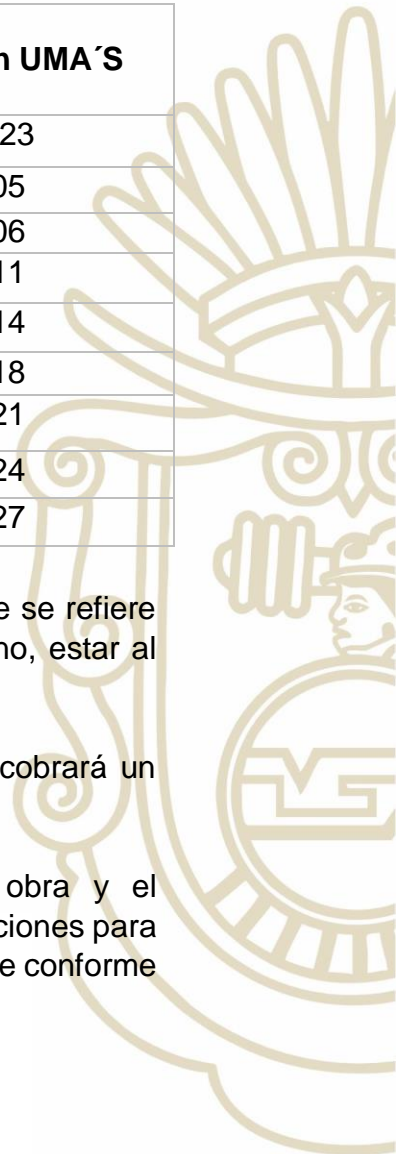 UMA´S
23
05
06
11
14
18
21
24
27
e se refiere
no, estar al
cobrará un
obra y el
ciones para
e conforme